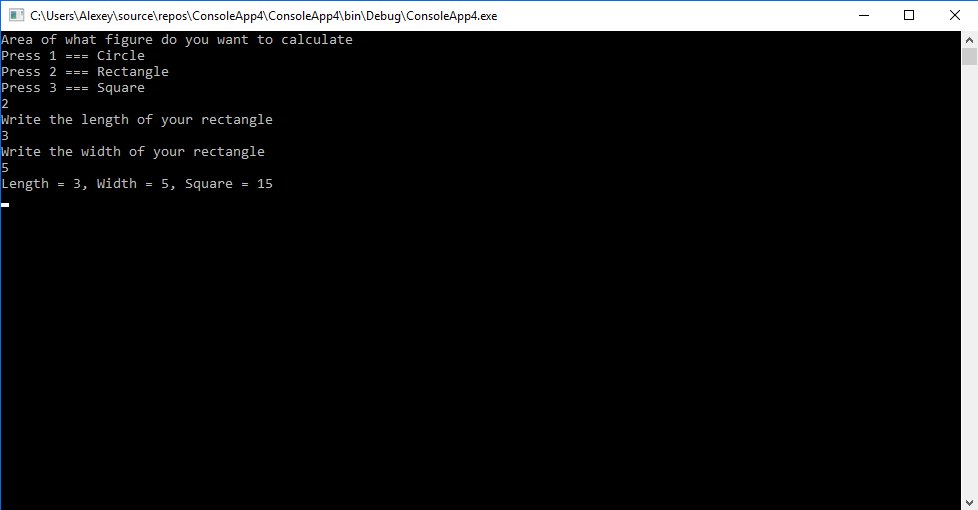 C:\Users\Alexey\source\repos\ConsoleApp4\ConsoleApp4\bin\Debug\ConsoleApp4.exe
Area of what figure do you want to calculate
Press 1 === Circle
Press 2 === Rectangle
Press 3 === Square
2
Write the length of your rectangle
3
Write the width of your rectangle
5
Length = 3, Width = 5, Square = 15